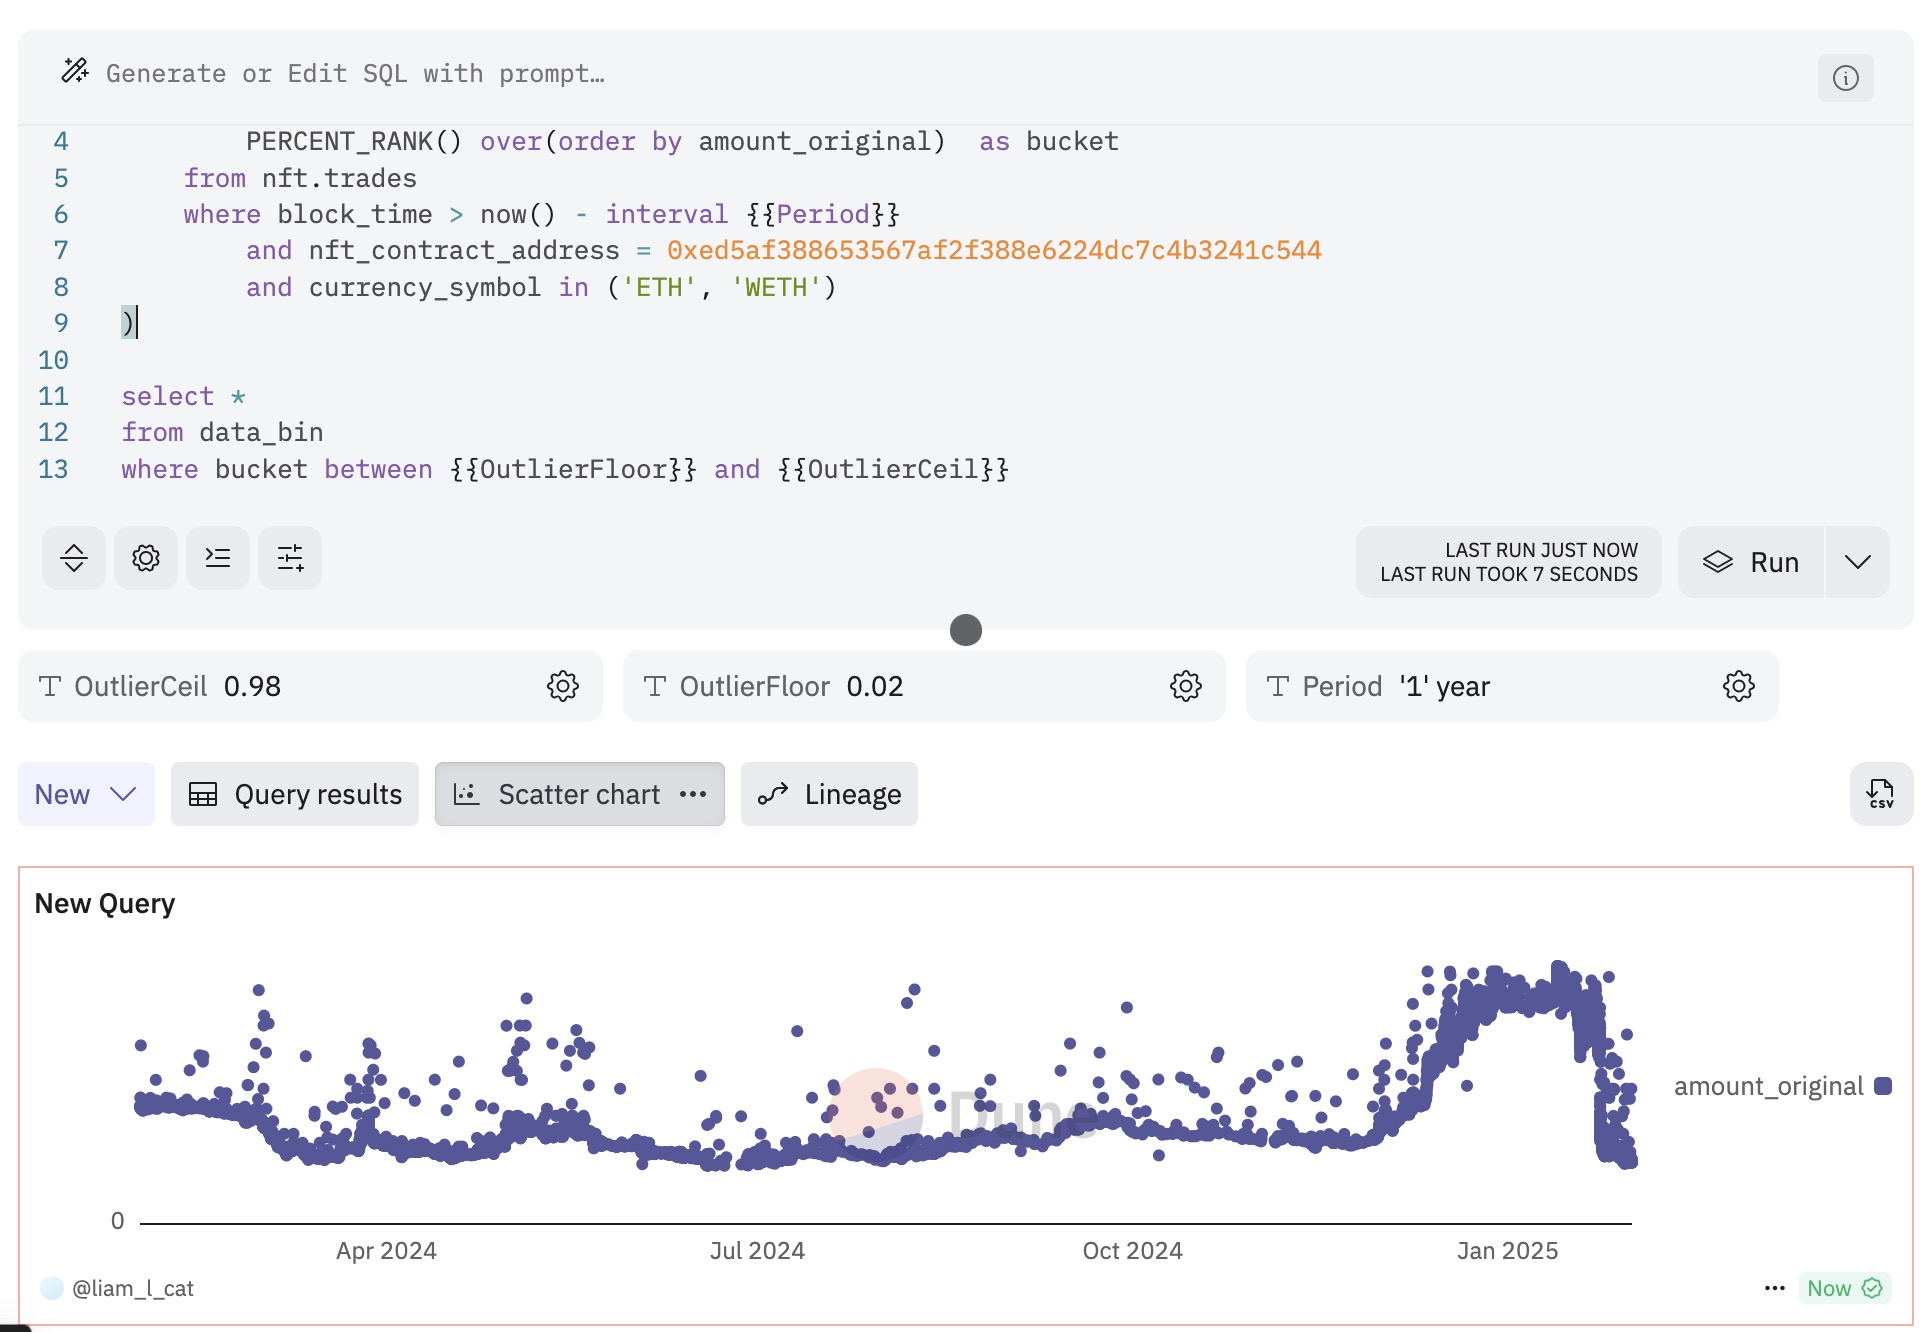 Generate or Edit SQL with prompt…
4 PERCENT_RANK() over(order by amount_original) as bucket
5 from nft.trades
6 where block_time > now() - interval {{Period}}
7 and nft_contract_address = 0xed5af388653567af2f388e6224dc7c4b3241c544
8 and currency_symbol in ('ETH', 'WETH')
9 )
10
11 select *
12 from data_bin
13 where bucket between {{OutlierFloor}} and {{OutlierCeil}}
LAST RUN JUST NOW
LAST RUN TOOK 7 SECONDS
Run
OutlierCeil 0.98
OutlierFloor 0.02
Period '1' year
New
Query results
Scatter chart
Lineage
CSV
New Query
Dune
amount_original
0
Apr 2024 Jul 2024 Oct 2024 Jan 2025
@liam_l_cat
Now